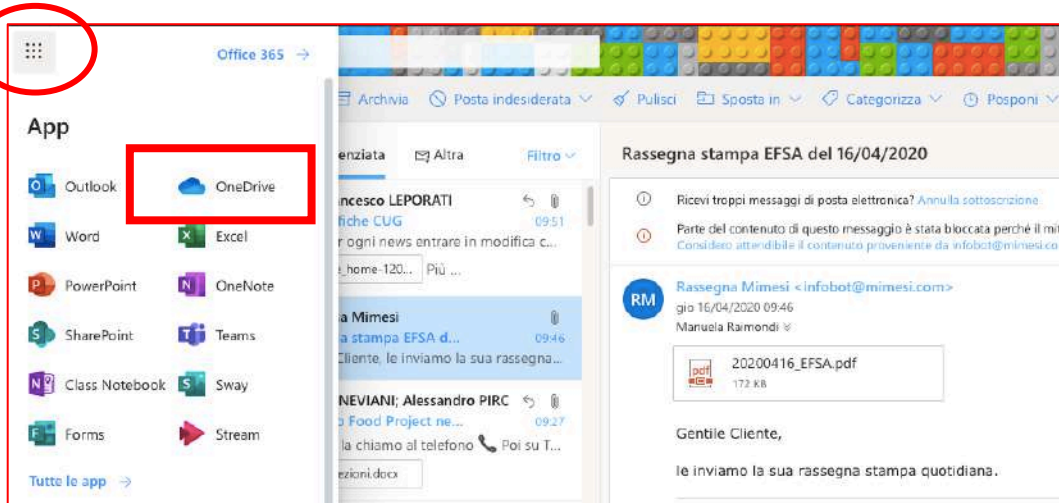 Office 365 →
App
Outlook
OneDrive
Word
Excel
PowerPoint
OneNote
SharePoint
Teams
Class Notebook
Sway
Forms
Stream
Tutte le app →
Archivia
Posta indesiderata
Pulisci
Sposta in
Categorizza
Posponi
enziata
Altra
Filtro
ncesco LEPORATI
fiche CUG
09:51
r ogni news entrare in modifica c...
_home-120...
Più ...
a Mimesi
a stampa EFSA d...
09:46
Cliente, le inviamo la sua rassegna...
NEVIANI; Alessandro PIRC
o Food Project ne...
09:27
la chiamo al telefono 📞 Poi su T...
ezioni.docx
Rassegna stampa EFSA del 16/04/2020
Ricevi troppi messaggi di posta elettronica? Annulla sottoscrizione
Parte del contenuto di questo messaggio è stata bloccata perché il mit
Considero attendibile il contenuto proveniente da infobot@mimesi.co
RM
Rassegna Mimesi <infobot@mimesi.com>
gio 16/04/2020 09:46
Manuela Raimondi
pdf
20200416_EFSA.pdf
172 KB
Gentile Cliente,
le inviamo la sua rassegna stampa quotidiana.